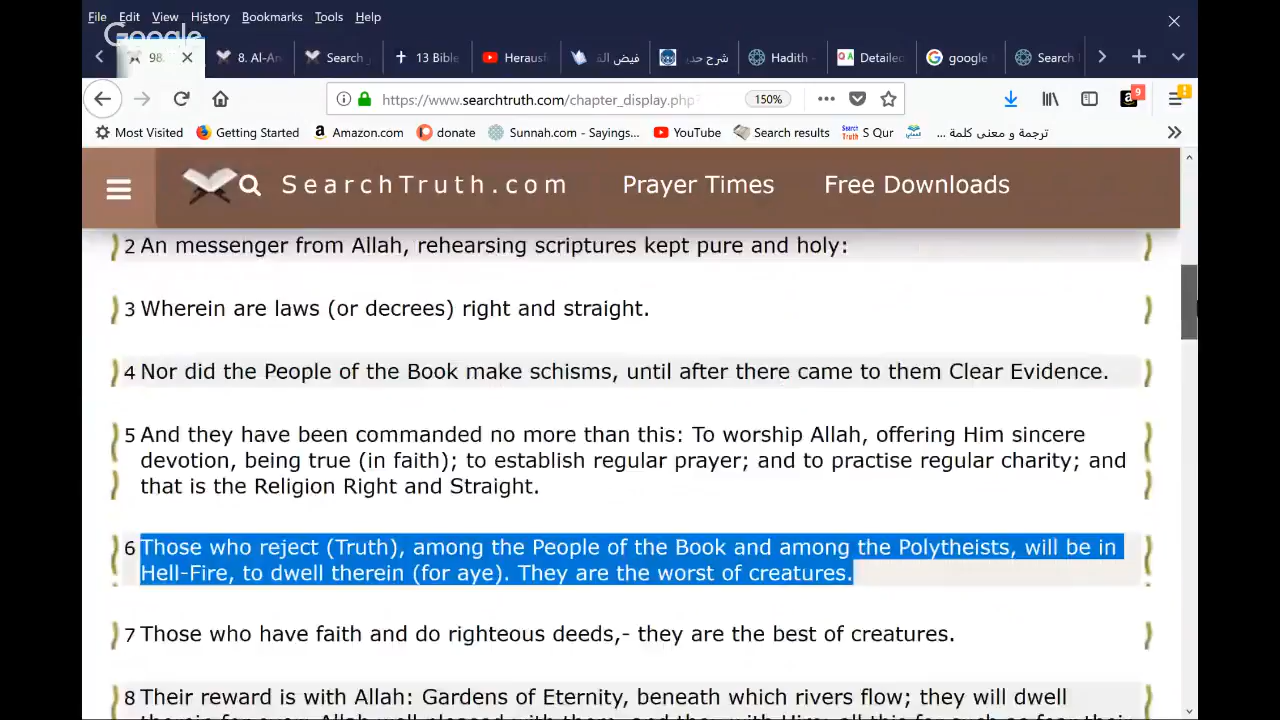 File Edit View History Bookmarks Tools Help
Google
98. 8. Al-An Search 13 Bible Herausf فيض الق شرح حدي Hadith Q A Detailed google Search
https://www.searchtruth.com/chapter_display.php? 150% 9
Most Visited Getting Started Amazon.com donate Sunnah.com - Sayings... YouTube Search results Search Truth S Qur ترجمة و معنى كلمة ...
SearchTruth.com Prayer Times Free Downloads
2 An messenger from Allah, rehearsing scriptures kept pure and holy:
3 Wherein are laws (or decrees) right and straight.
4 Nor did the People of the Book make schisms, until after there came to them Clear Evidence.
5 And they have been commanded no more than this: To worship Allah, offering Him sincere
devotion, being true (in faith); to establish regular prayer; and to practise regular charity; and
that is the Religion Right and Straight.
6 Those who reject (Truth), among the People of the Book and among the Polytheists, will be in
Hell-Fire, to dwell therein (for aye). They are the worst of creatures.
7 Those who have faith and do righteous deeds,- they are the best of creatures.
8 Their reward is with Allah: Gardens of Eternity, beneath which rivers flow; they will dwell